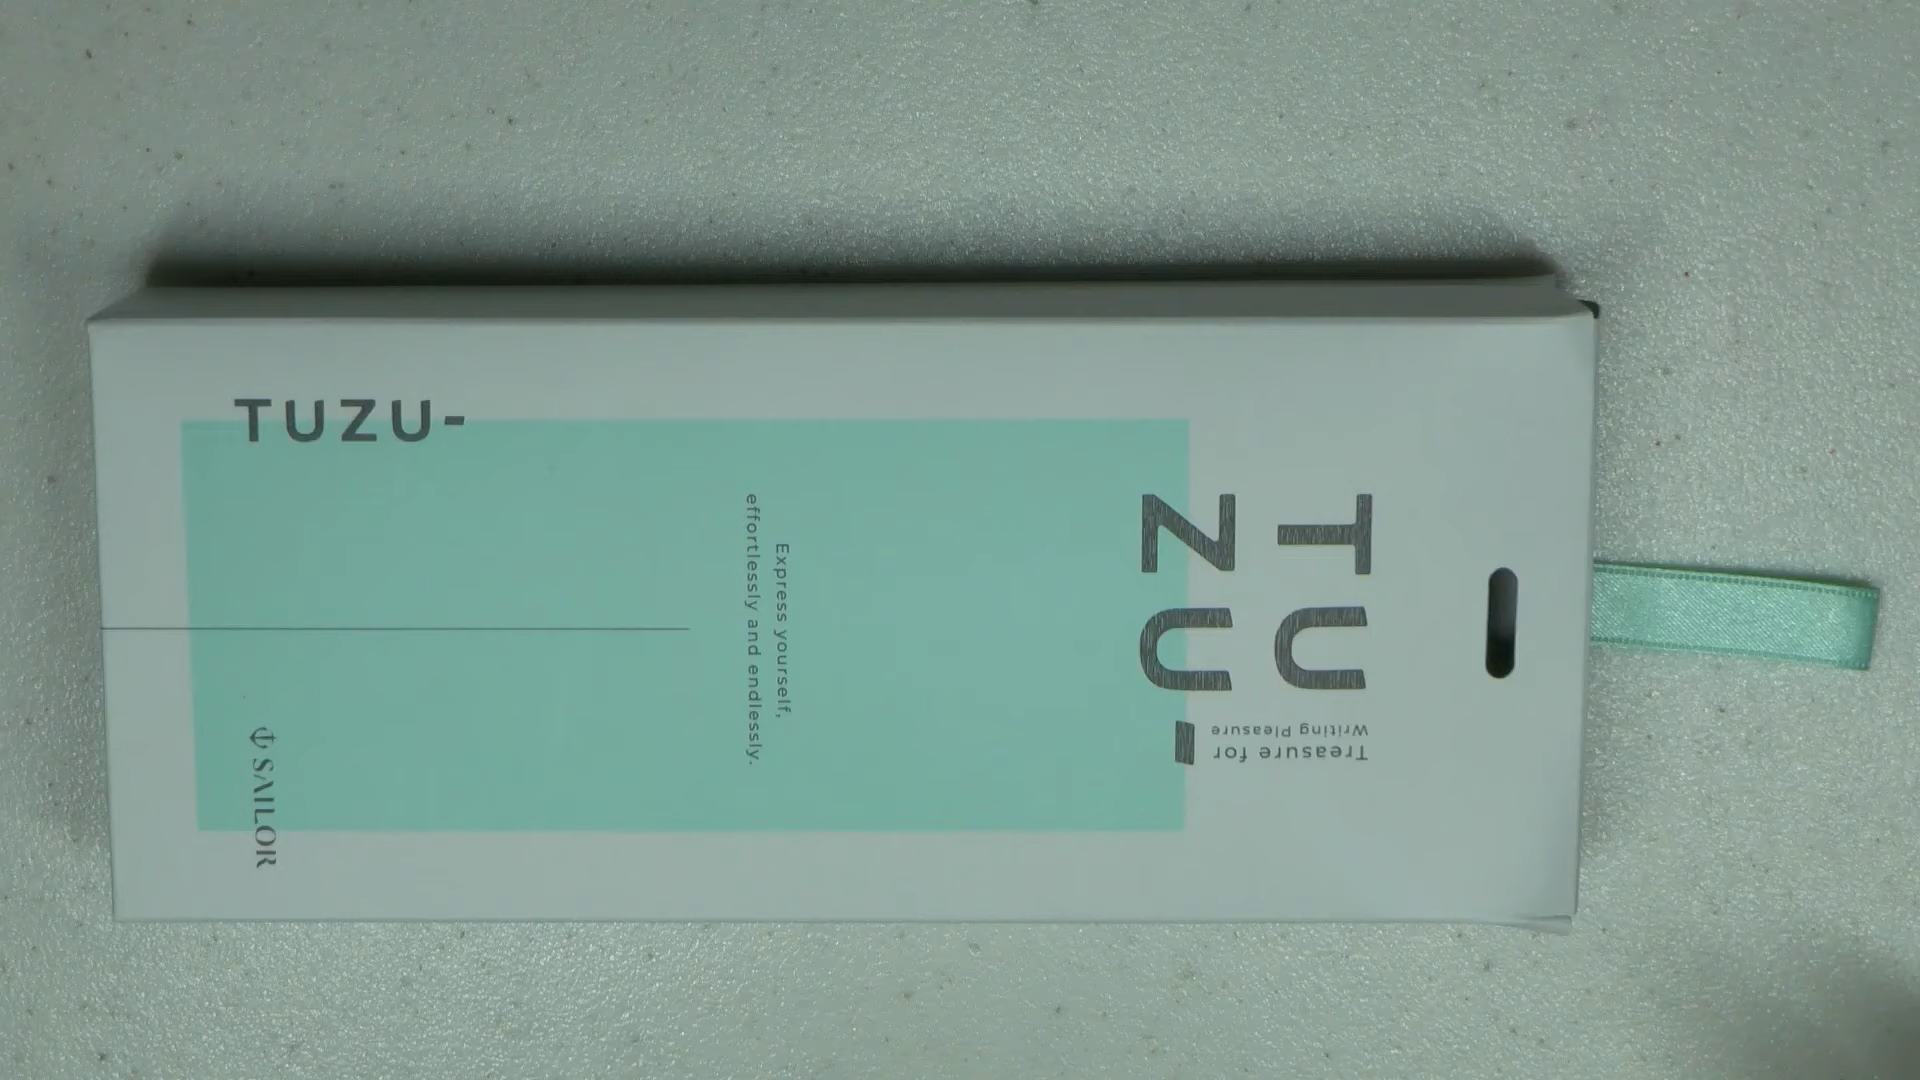 TUZU-
TU
ZU-
Treasure for
Writing Pleasure
Express yourself,
effortlessly and endlessly.
SAILOR